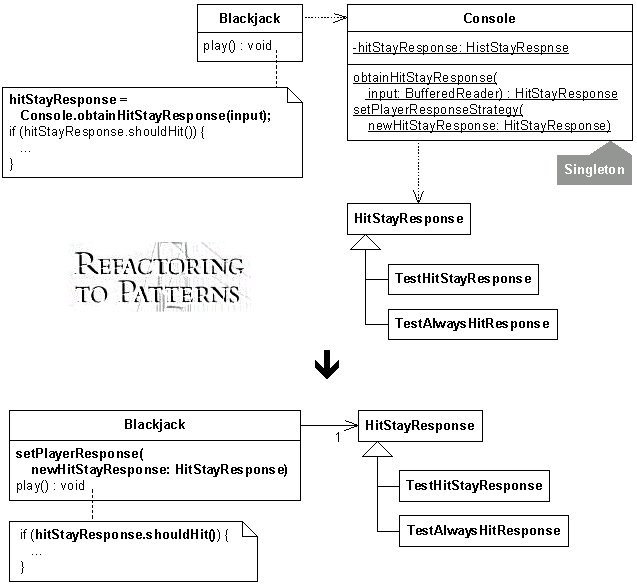 Blackjack
play() : void
Console
-hitStayResponse: HistStayRespnse
obtainHitStayResponse(
input: BufferedReader) : HitStayResponse
setPlayerResponseStrategy(
newHitStayResponse: HitStayResponse)
hitStayResponse =
Console.obtainHitStayResponse(input);
if (hitStayResponse.shouldHit()) {
...
}
Singleton
HitStayResponse
TestHitStayResponse
TestAlwaysHitResponse
REFACTORING
TO PATTERNS
Blackjack
setPlayerResponse(
newHitStayResponse: HitStayResponse)
play() : void
1
HitStayResponse
TestHitStayResponse
TestAlwaysHitResponse
if (hitStayResponse.shouldHit()) {
...
}